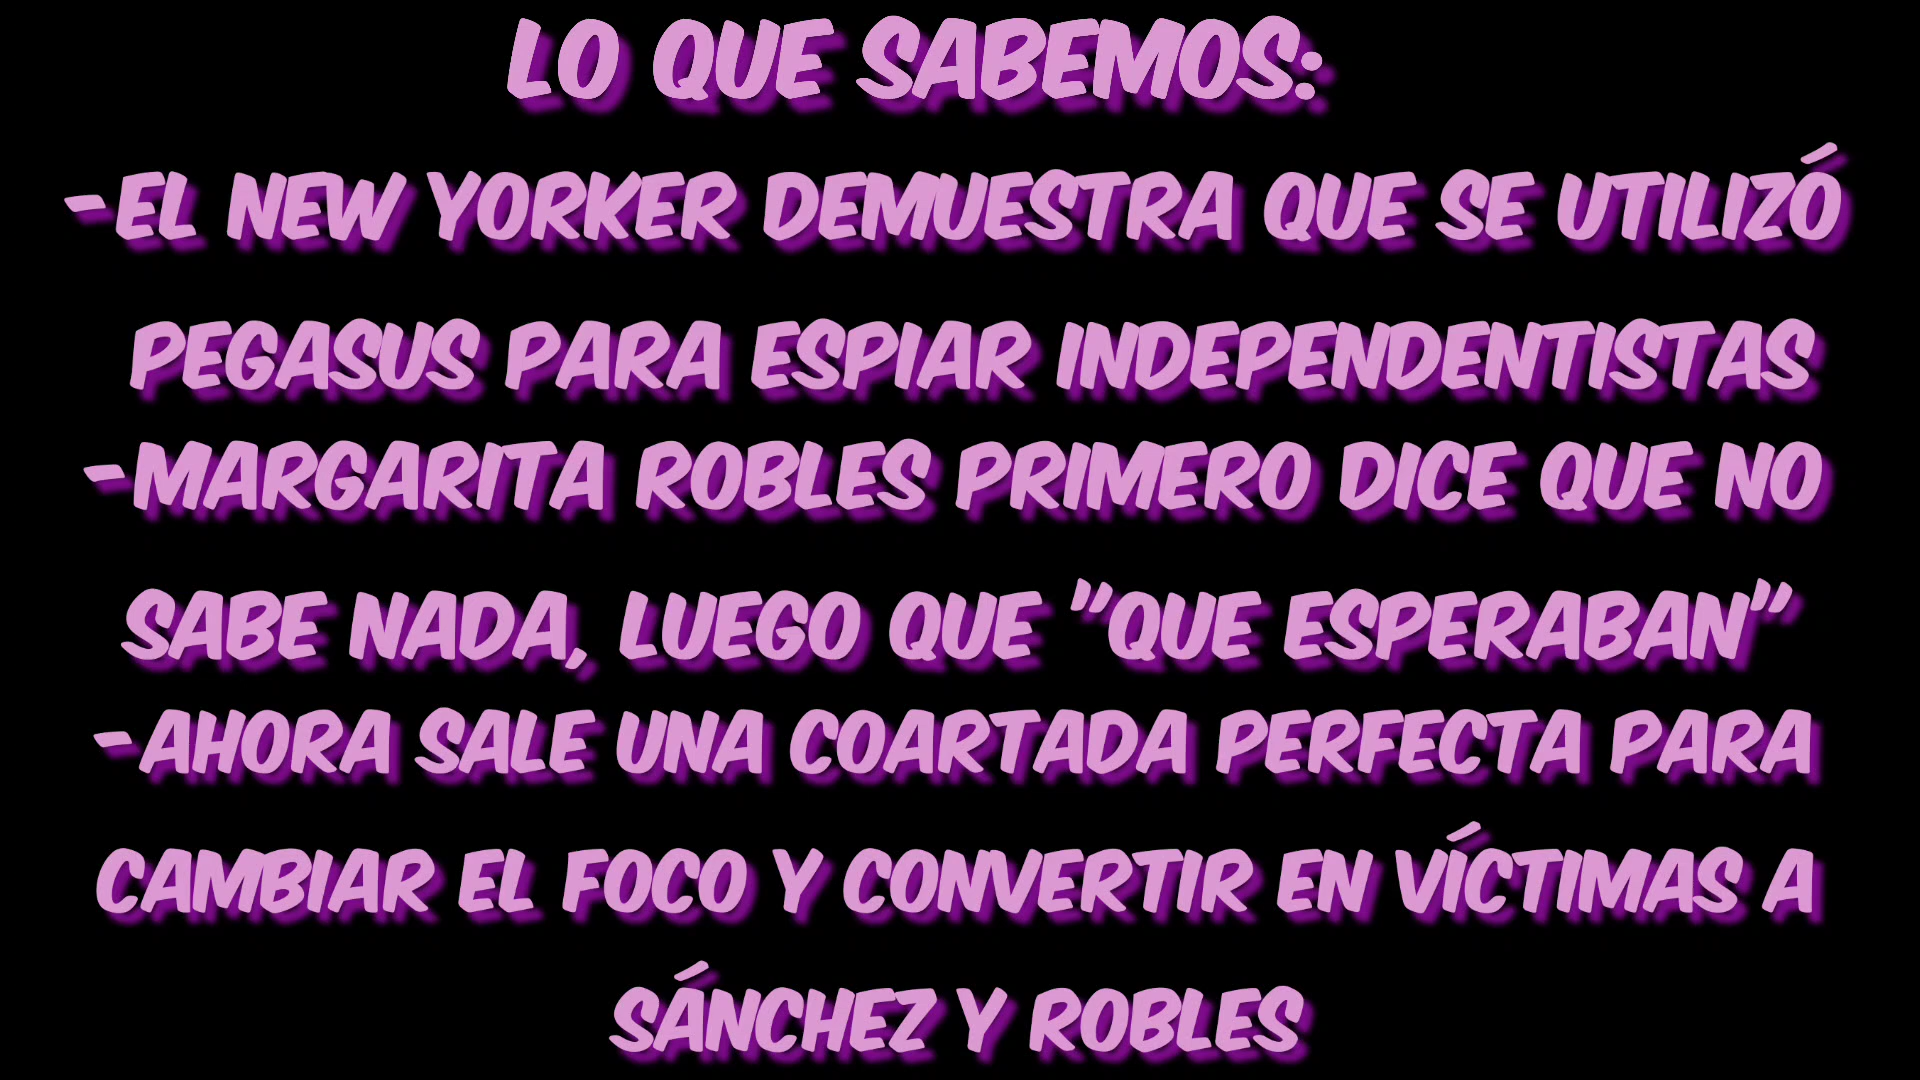 LO QUE SABEMOS:
-EL NEW YORKER DEMUESTRA QUE SE UTILIZÓ
PEGASUS PARA ESPIAR INDEPENDENTISTAS
-MARGARITA ROBLES PRIMERO DICE QUE NO
SABE NADA, LUEGO QUE "QUE ESPERABAN"
-AHORA SALE UNA COARTADA PERFECTA PARA
CAMBIAR EL FOCO Y CONVERTIR EN VÍCTIMAS A
SÁNCHEZ Y ROBLES